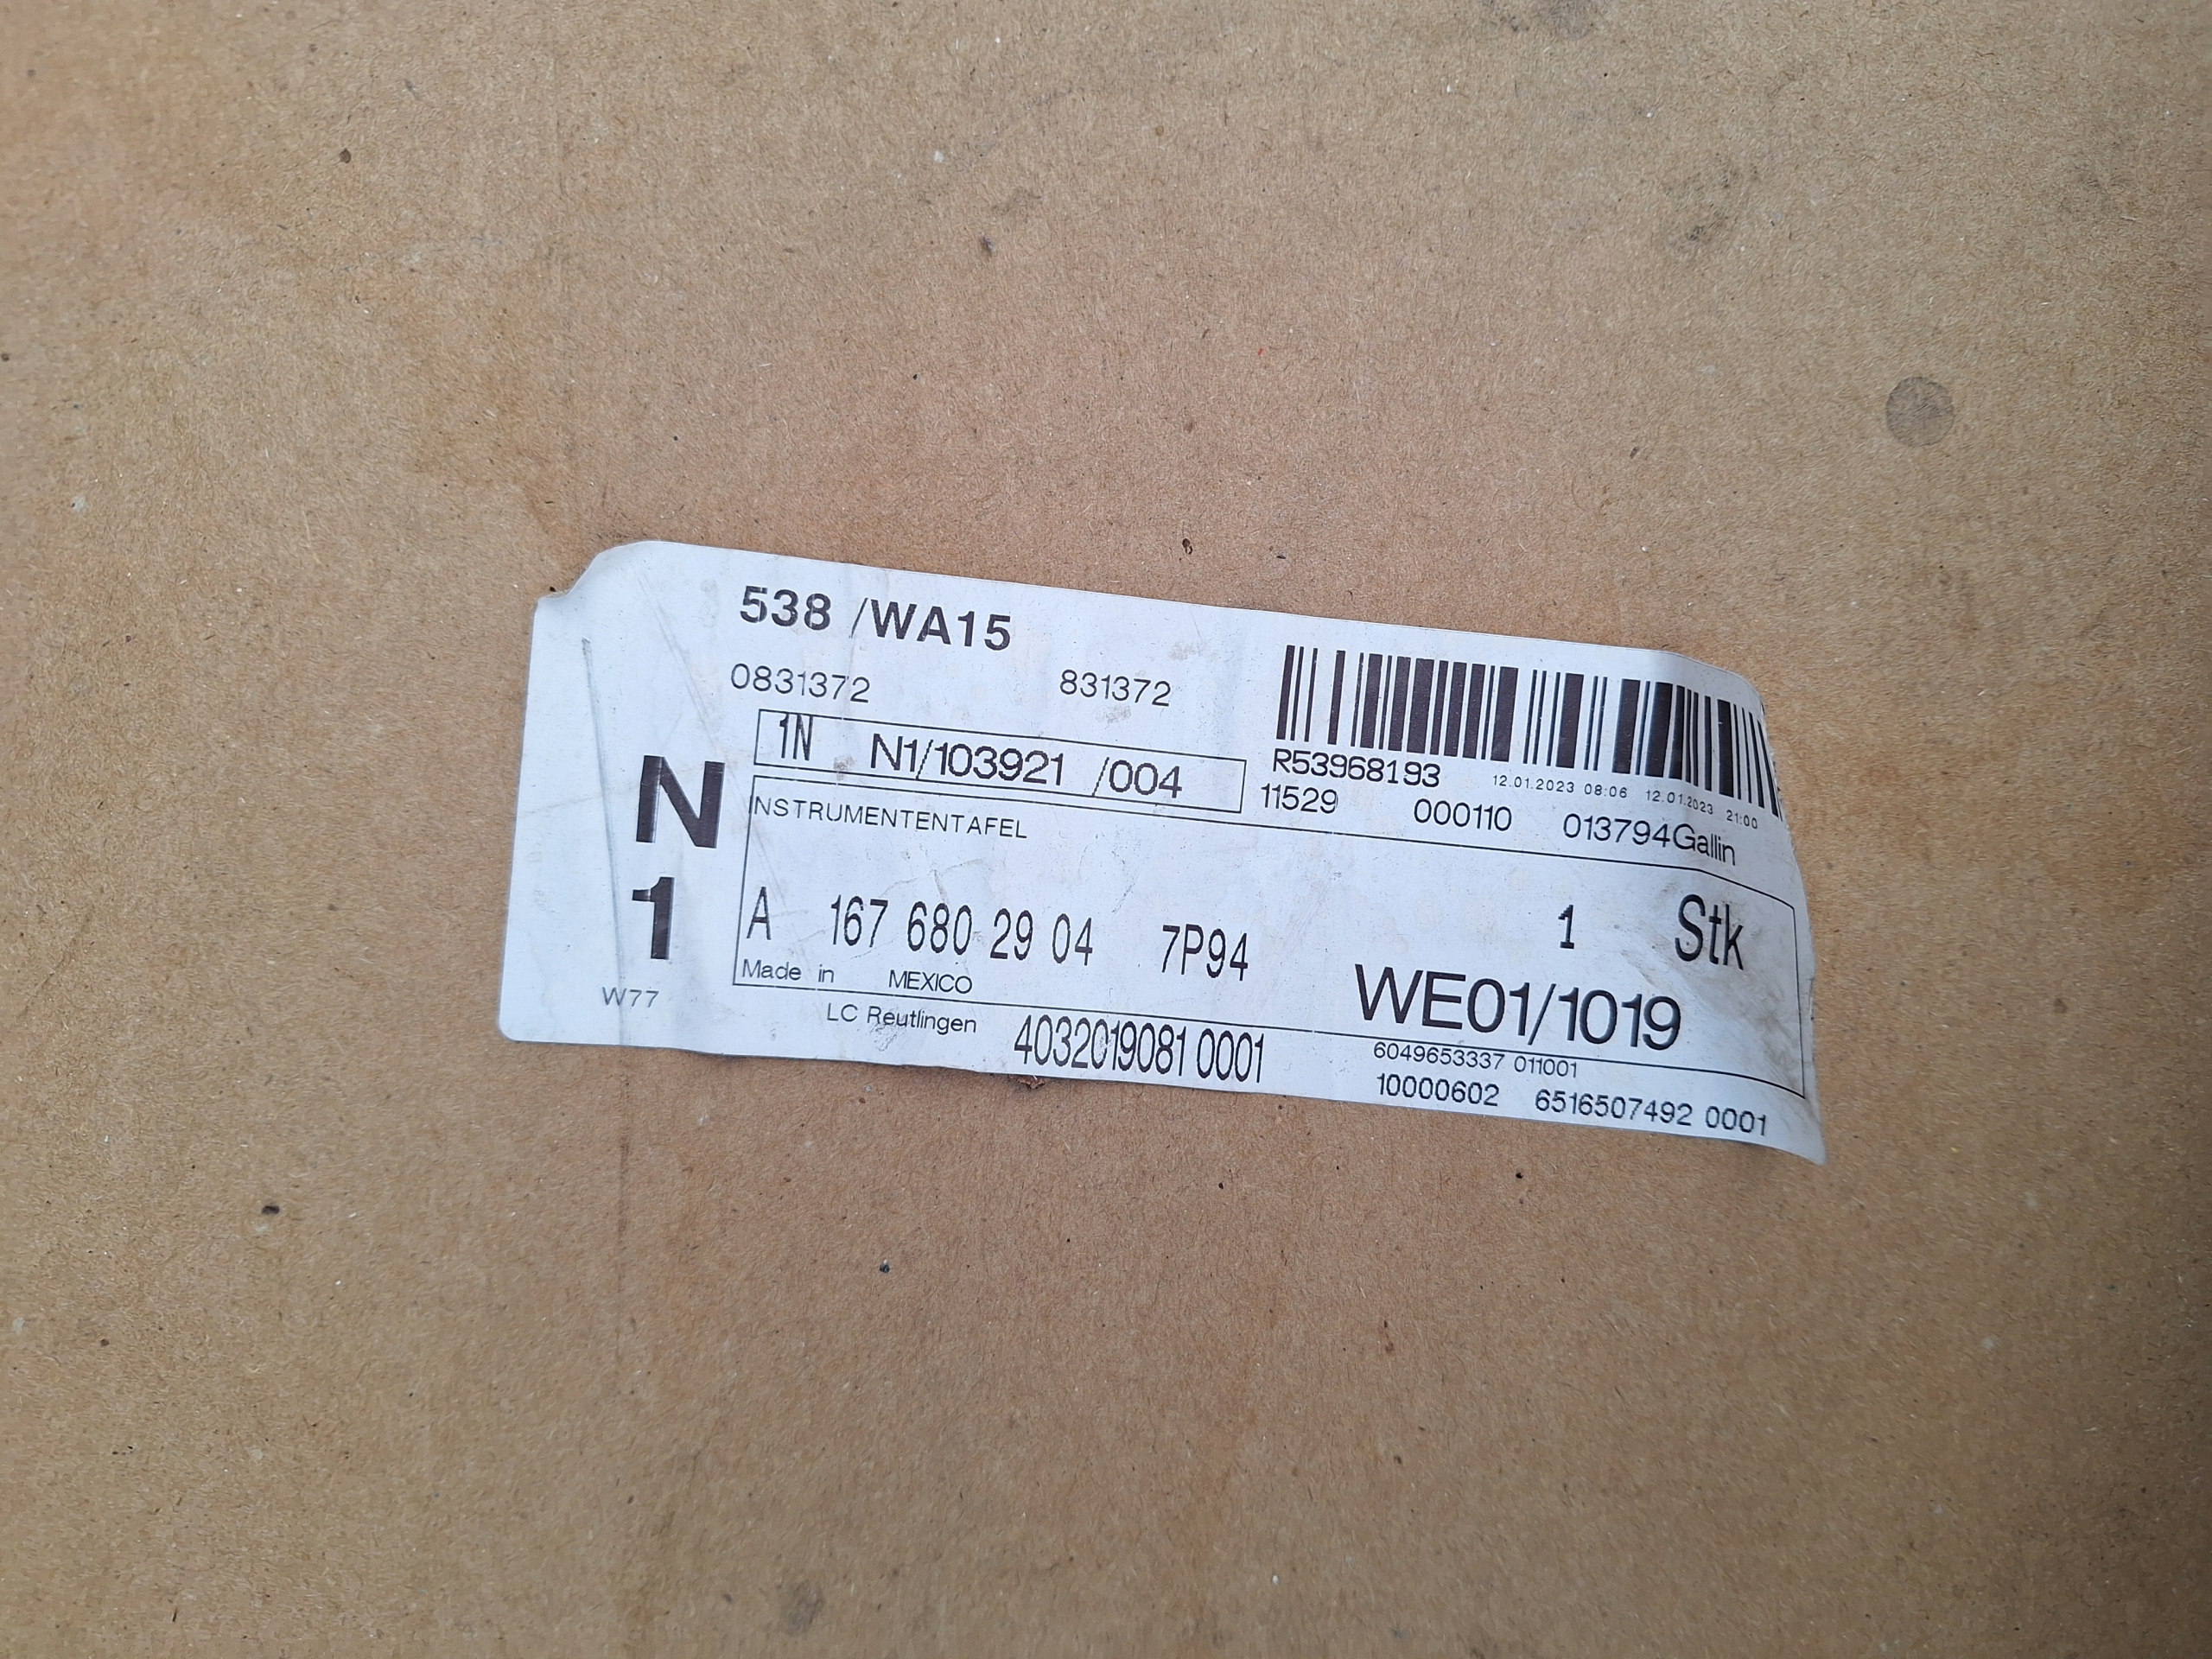 538 /WA15
0831372 831372
1N N1/103921 /004
R53968193 12.01.2023 08:06 12.01.2023 21:00
11529 000110 013794Gallin
N
1
W77
INSTRUMENTENTAFEL
A 167 680 29 04 7P94 1 Stk
Made in MEXICO
WE01/1019
LC Reutlingen 4032019081 0001
6049653337 011001
10000602 6516507492 0001